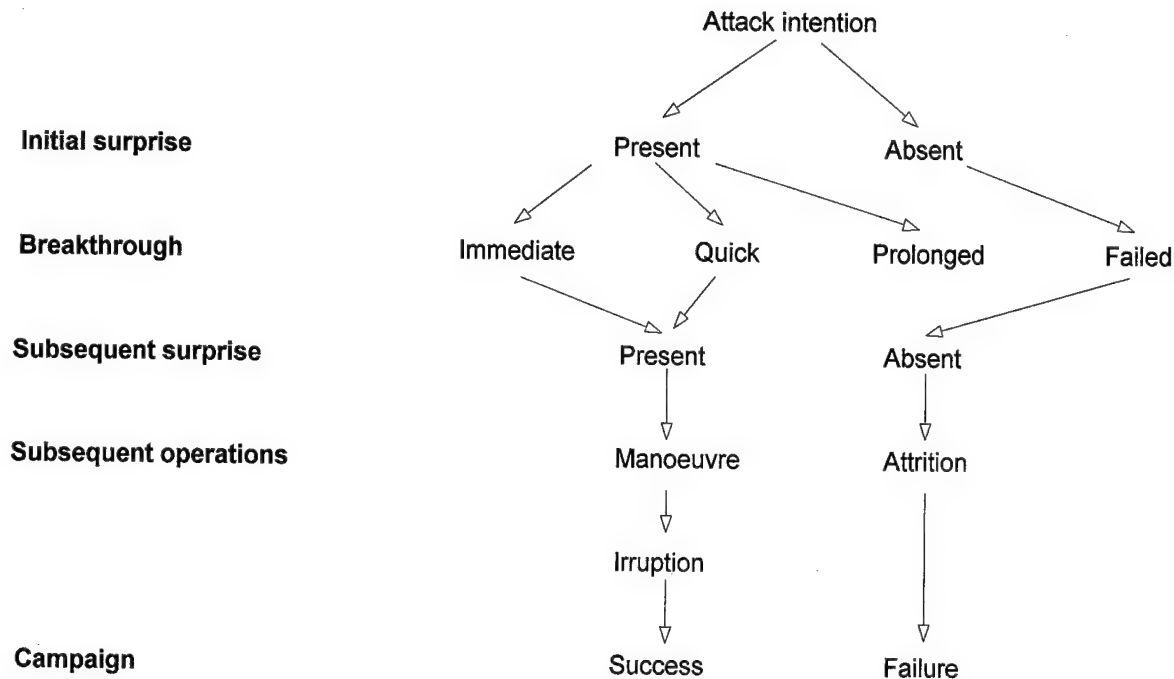 Attack intention
Initial surprise Present Absent
Breakthrough Immediate Quick Prolonged Failed
Subsequent surprise Present Absent
Subsequent operations Manoeuvre Attrition
Irruption
Campaign Success Failure